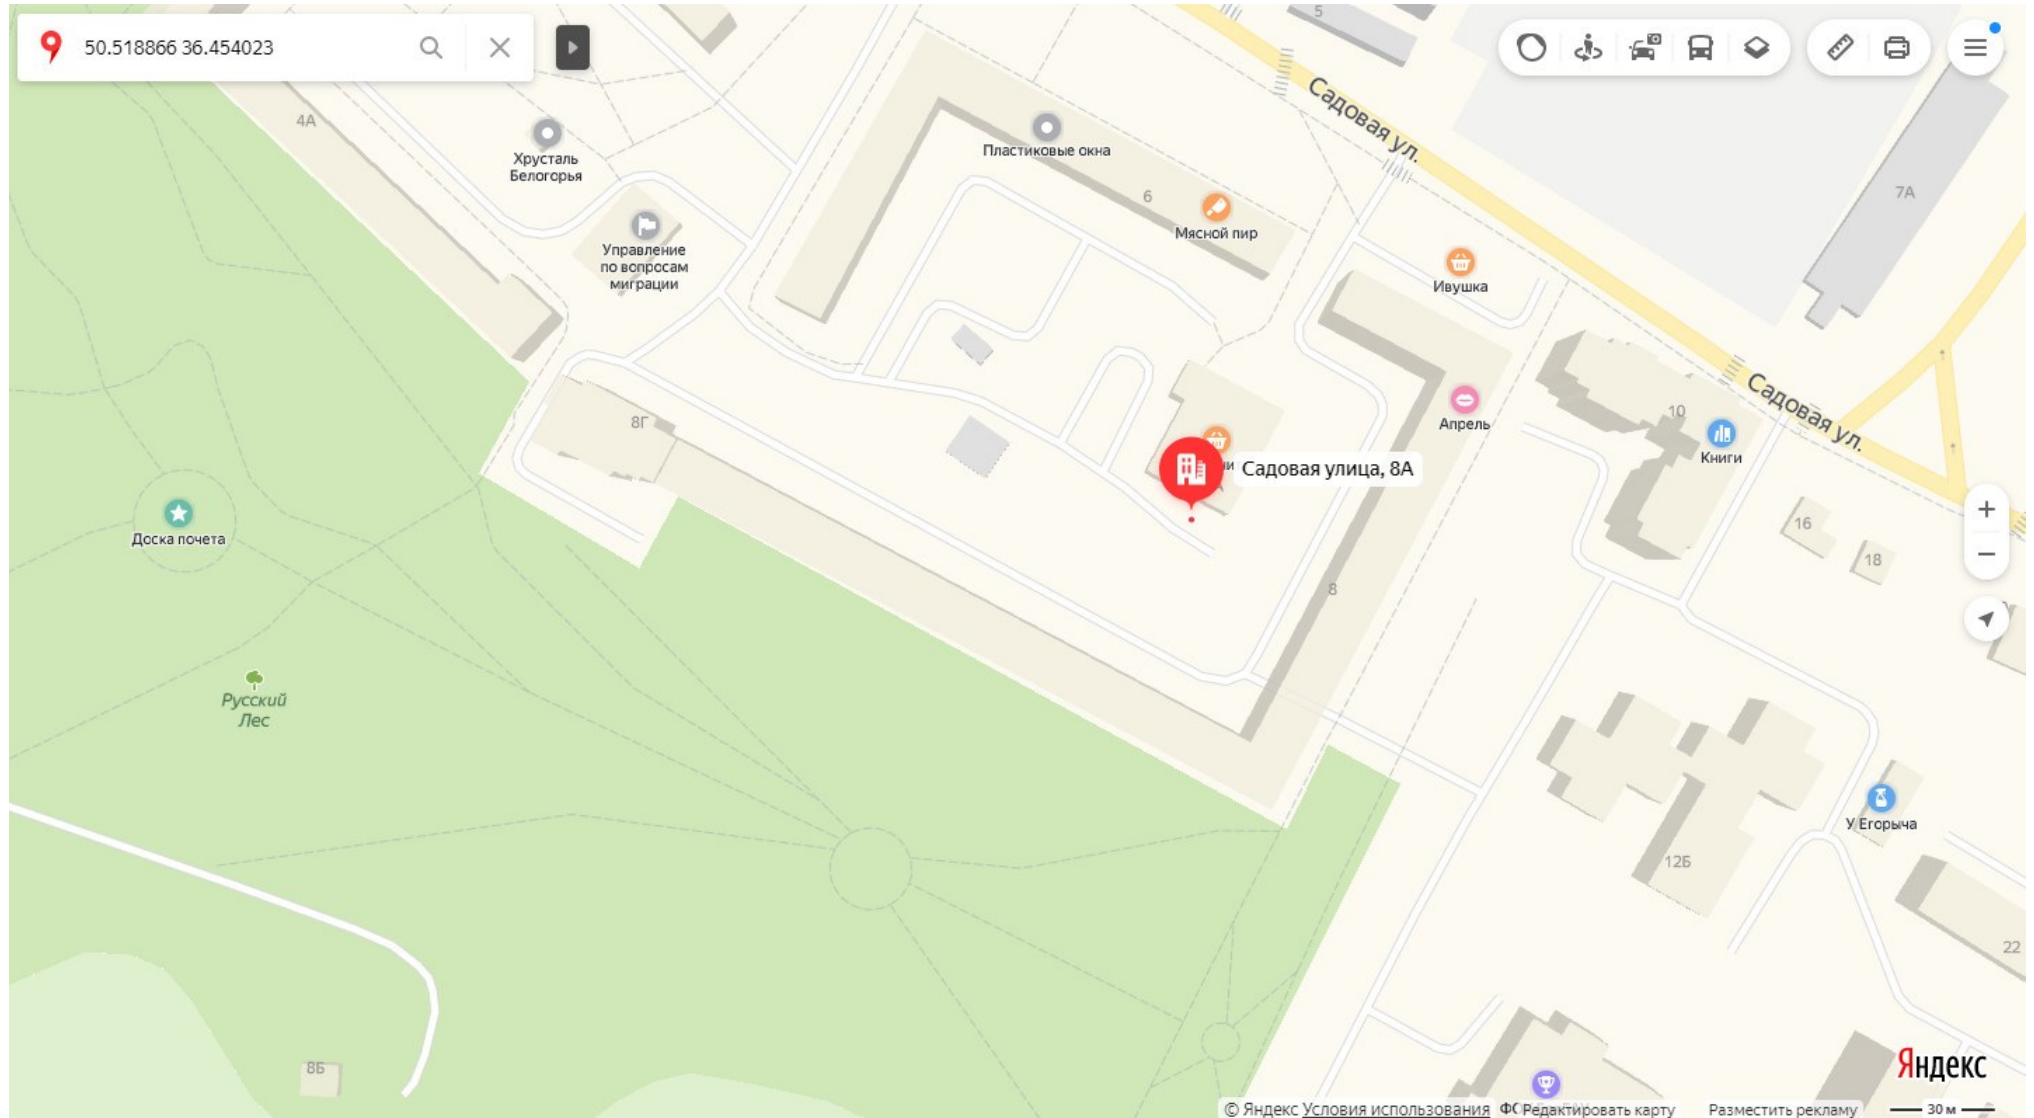 50.518866 36.454023
5
Садовая ул.
4А
Хрусталь
Белогорья
Пластиковые окна
6
7А
Мясной пир
Управление
по вопросам
миграции
Ивушка
8Г
Апрель
10
Книги
Садовая ул.
Садовая улица, 8А
16
18
Доска почета
8
Русский
Лес
У Егорыча
12Б
22
8Б
Яндекс
© Яндекс Условия использования
Редактировать карту
Разместить рекламу
30 м